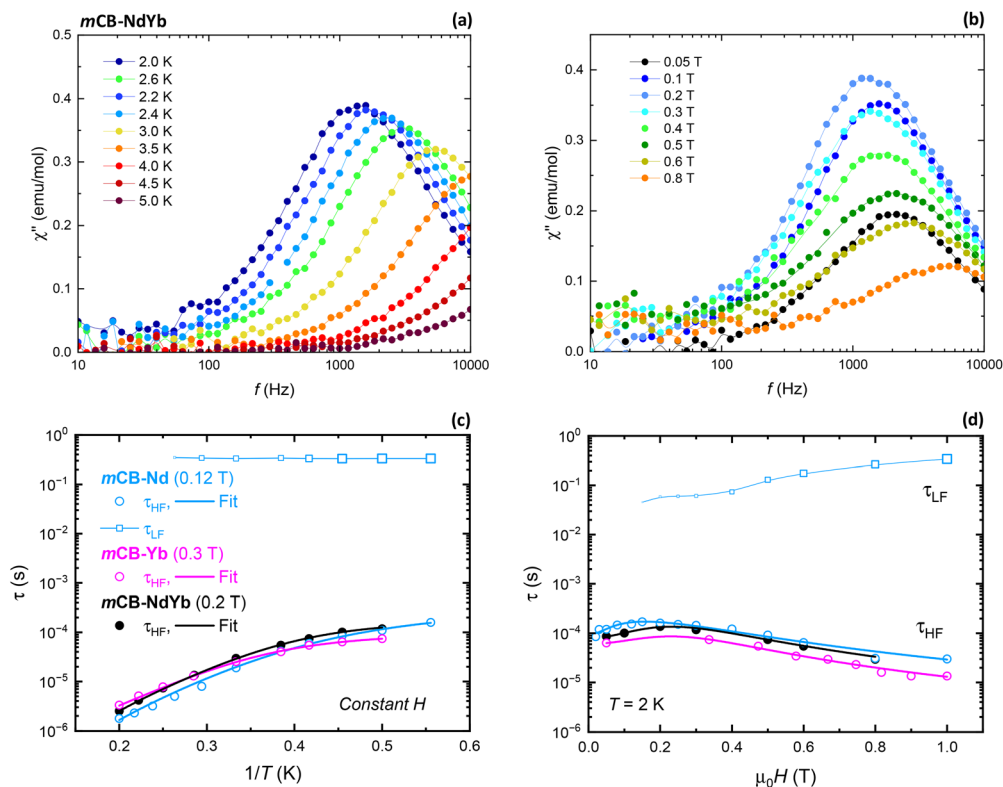 mCB-NdYb
(a)
0.5
0.4
0.3
0.2
0.1
0.0
χ'' (emu/mol)
2.0 K
2.6 K
2.2 K
2.4 K
3.0 K
3.5 K
4.0 K
4.5 K
5.0 K
10
100
1000
10000
f (Hz)
(b)
0.4
0.3
0.2
0.1
0.0
χ'' (emu/mol)
0.05 T
0.1 T
0.2 T
0.3 T
0.4 T
0.5 T
0.6 T
0.8 T
10
100
1000
10000
f (Hz)
(c)
10⁰
10⁻¹
10⁻²
10⁻³
10⁻⁴
10⁻⁵
10⁻⁶
τ (s)
mCB-Nd (0.12 T)
τHF, Fit
τLF
mCB-Yb (0.3 T)
τHF, Fit
mCB-NdYb (0.2 T)
τHF, Fit
Constant H
0.2
0.3
0.4
0.5
0.6
1/T (K)
(d)
10⁰
10⁻¹
10⁻²
10⁻³
10⁻⁴
10⁻⁵
10⁻⁶
τ (s)
τLF
τHF
T = 2 K
0.0
0.2
0.4
0.6
0.8
1.0
μ₀H (T)